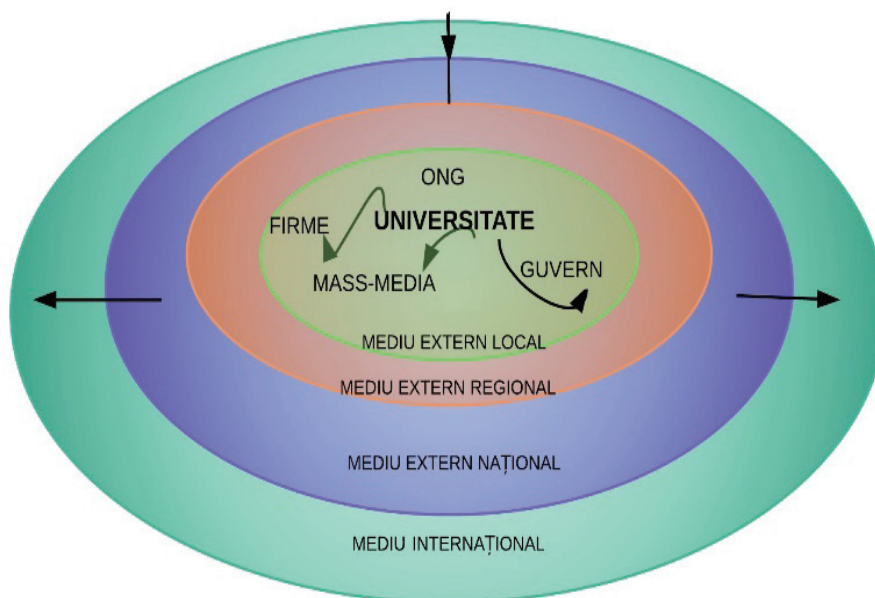 ONG
UNIVERSITATE
FIRME
GUVERN
MASS-MEDIA
MEDIU EXTERN LOCAL
MEDIU EXTERN REGIONAL
MEDIU EXTERN NAȚIONAL
MEDIU INTERNAȚIONAL